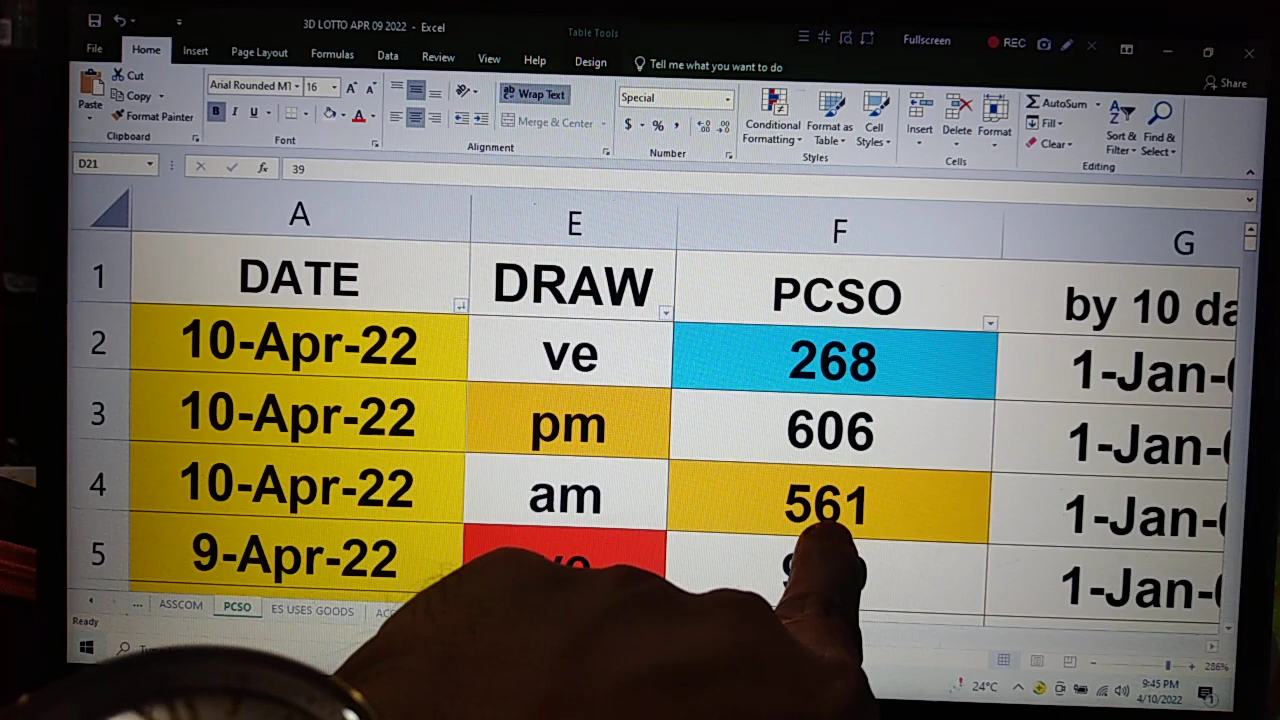 3D LOTTO APR 09 2022 - Excel
Table Tools
Fullscreen
REC
File Home Insert Page Layout Formulas Data Review View Help Design Tell me what you want to do
Share
Paste
Cut
Copy
Format Painter
Clipboard
Arial Rounded MT 16
B I U
Font
Wrap Text
Merge & Center
Alignment
Special
$ % ,
Number
Conditional Formatting
Format as Table
Cell Styles
Styles
Insert Delete Format
Cells
AutoSum
Fill
Clear
Sort & Filter
Find & Select
Editing
D21 fx 39
A E F G
1 DATE DRAW PCSO by 10 da
2 10-Apr-22 ve 268 1-Jan-
3 10-Apr-22 pm 606 1-Jan-
4 10-Apr-22 am 561 1-Jan-
5 9-Apr-22 ve 1-Jan-
... ASSCOM PCSO ES USES GOODS
Ready
286%
24°C
9:45 PM
4/10/2022